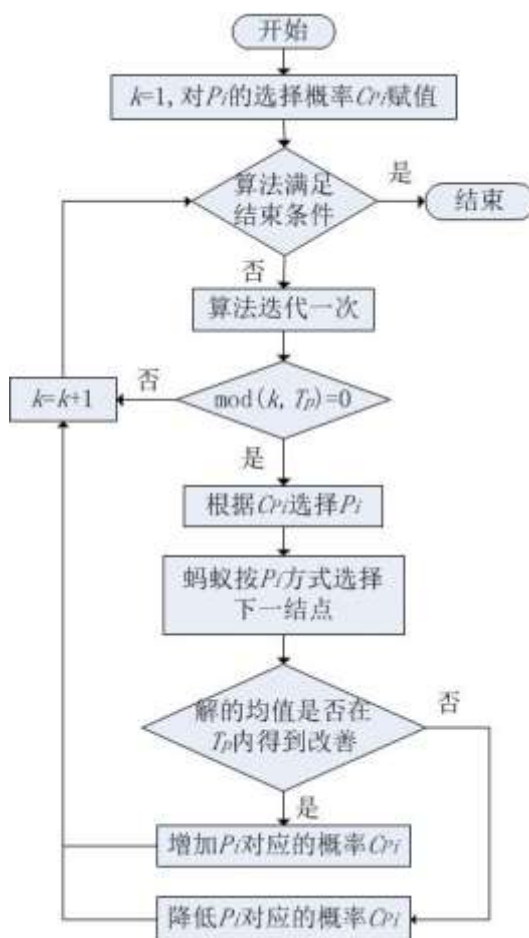 开始
k=1,对Pi的选择概率CPi赋值
算法满足
结束条件
是
结束
否
算法迭代一次
k=k+1
否
mod(k, Tp)=0
是
根据CPi选择Pi
蚂蚁按Pi方式选择
下一结点
解的均值是否在
Tp内得到改善
否
是
增加Pi对应的概率CPi
降低Pi对应的概率CPi